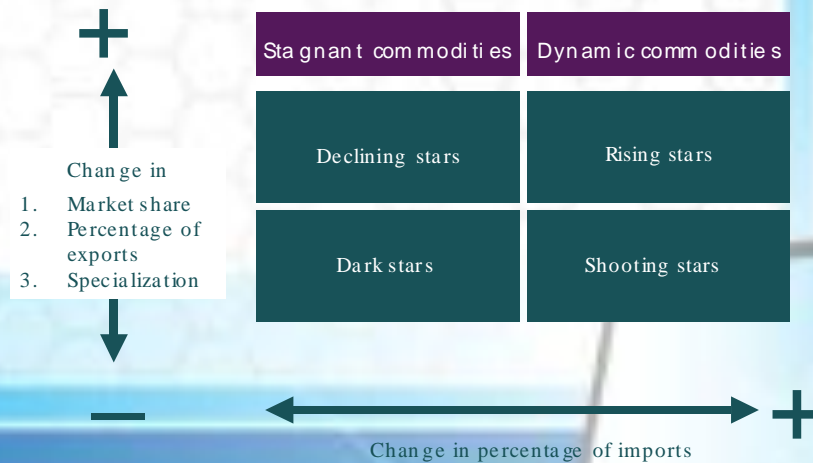 +
Stagnant commodities
Dynamic commodities
Declining stars
Rising stars
Change in
1. Market share
2. Percentage of
exports
3. Specialization
Dark stars
Shooting stars
—
+
Change in percentage of imports